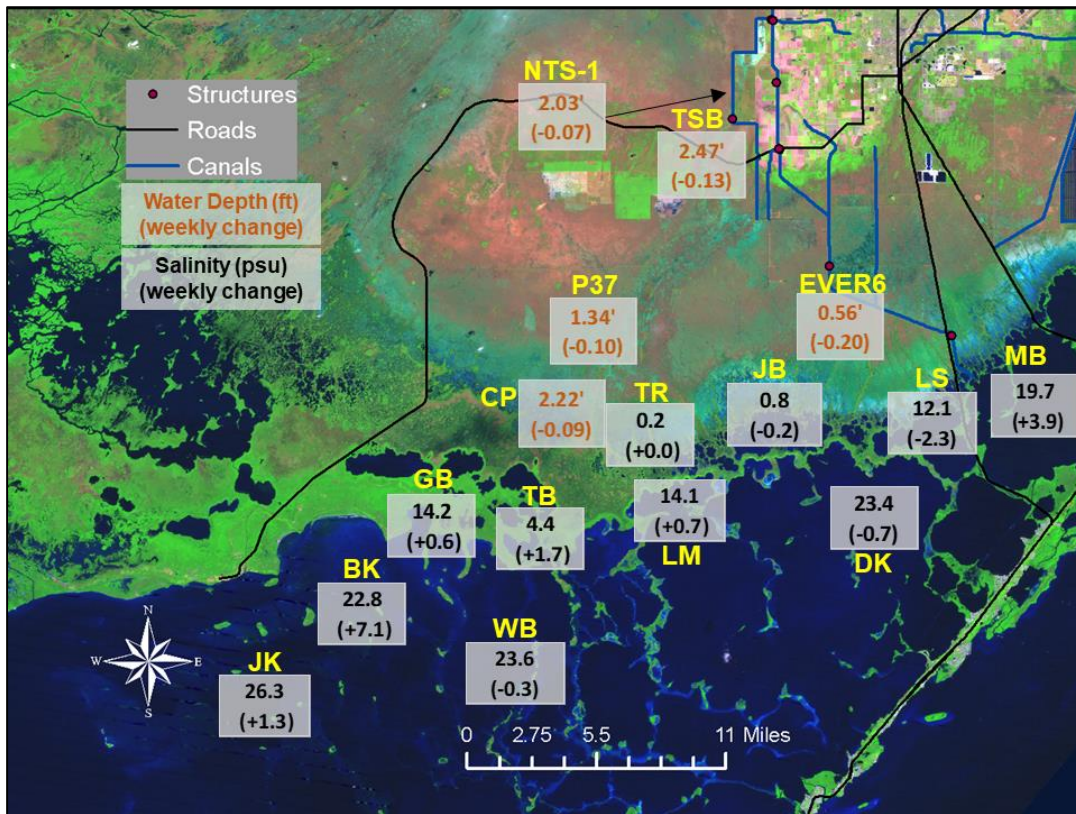 NTS-1
2.03'
(-0.07)
TSB
2.47'
(-0.13)
Structures
Roads
Canals
Water Depth (ft)
(weekly change)
Salinity (psu)
(weekly change)
P37
1.34'
(-0.10)
EVER6
0.56'
(-0.20)
CP
2.22'
(-0.09)
TR
0.2
(+0.0)
JB
0.8
(-0.2)
LS
12.1
(-2.3)
MB
19.7
(+3.9)
GB
14.2
(+0.6)
TB
4.4
(+1.7)
14.1
(+0.7)
LM
23.4
(-0.7)
DK
BK
22.8
(+7.1)
WB
23.6
(-0.3)
JK
26.3
(+1.3)
N
W E
S
0 2.75 5.5 11 Miles